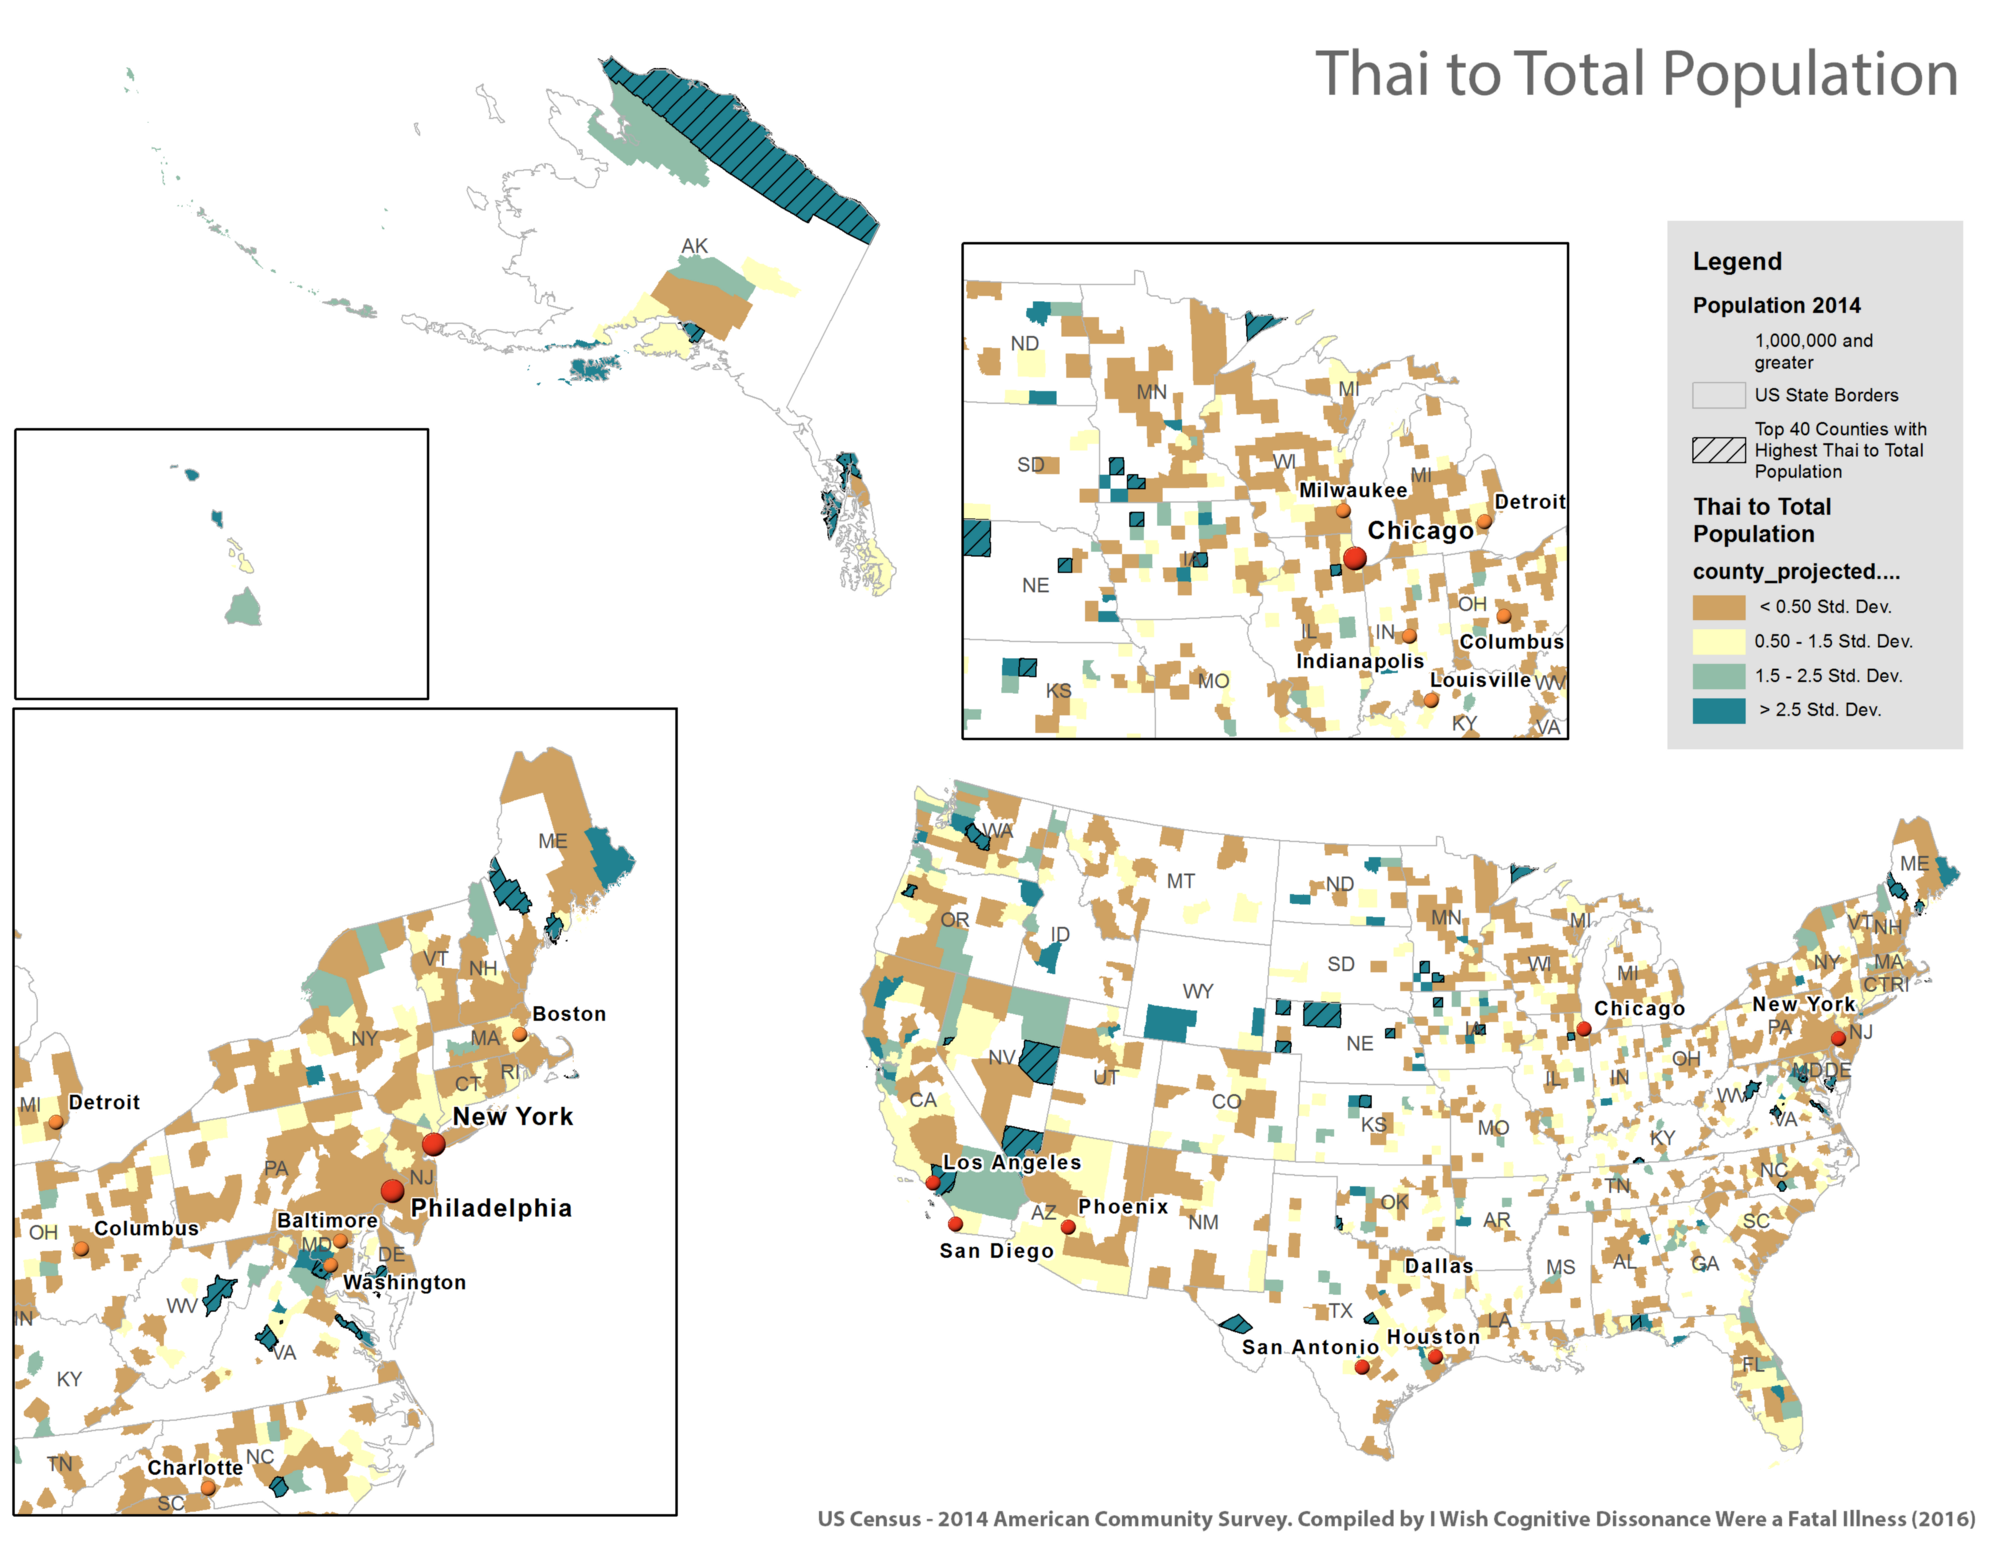 Thai to Total Population
AK
Legend
Population 2014
1,000,000 and
greater
US State Borders
Top 40 Counties with
Highest Thai to Total
Population
Thai to Total
Population
county_projected....
< 0.50 Std. Dev.
0.50 - 1.5 Std. Dev.
1.5 - 2.5 Std. Dev.
> 2.5 Std. Dev.
ND
MN
MI
SD
WI
MI
Milwaukee
Detroit
Chicago
IA
NE
OH
IL
IN
Columbus
Indianapolis
Louisville
WV
KS
MO
KY
VA
ME
VT
NH
Boston
NY
MA
RI
CT
MI
Detroit
New York
PA
NJ
Philadelphia
OH
Columbus
Baltimore
MD
DE
Washington
WV
IN
VA
KY
NC
TN
Charlotte
SC
WA
MT
ND
MN
MI
ME
OR
ID
VT
NH
SD
WI
MI
NY
MA
CT
RI
WY
Chicago
New York
NE
IA
PA
NJ
NV
UT
OH
CA
CO
IL
IN
MD
DE
KS
MO
WV
VA
KY
Los Angeles
TN
NC
Phoenix
AZ
NM
OK
AR
SC
San Diego
Dallas
MS
AL
GA
TX
LA
San Antonio
Houston
FL
US Census - 2014 American Community Survey. Compiled by I Wish Cognitive Dissonance Were a Fatal Illness (2016)